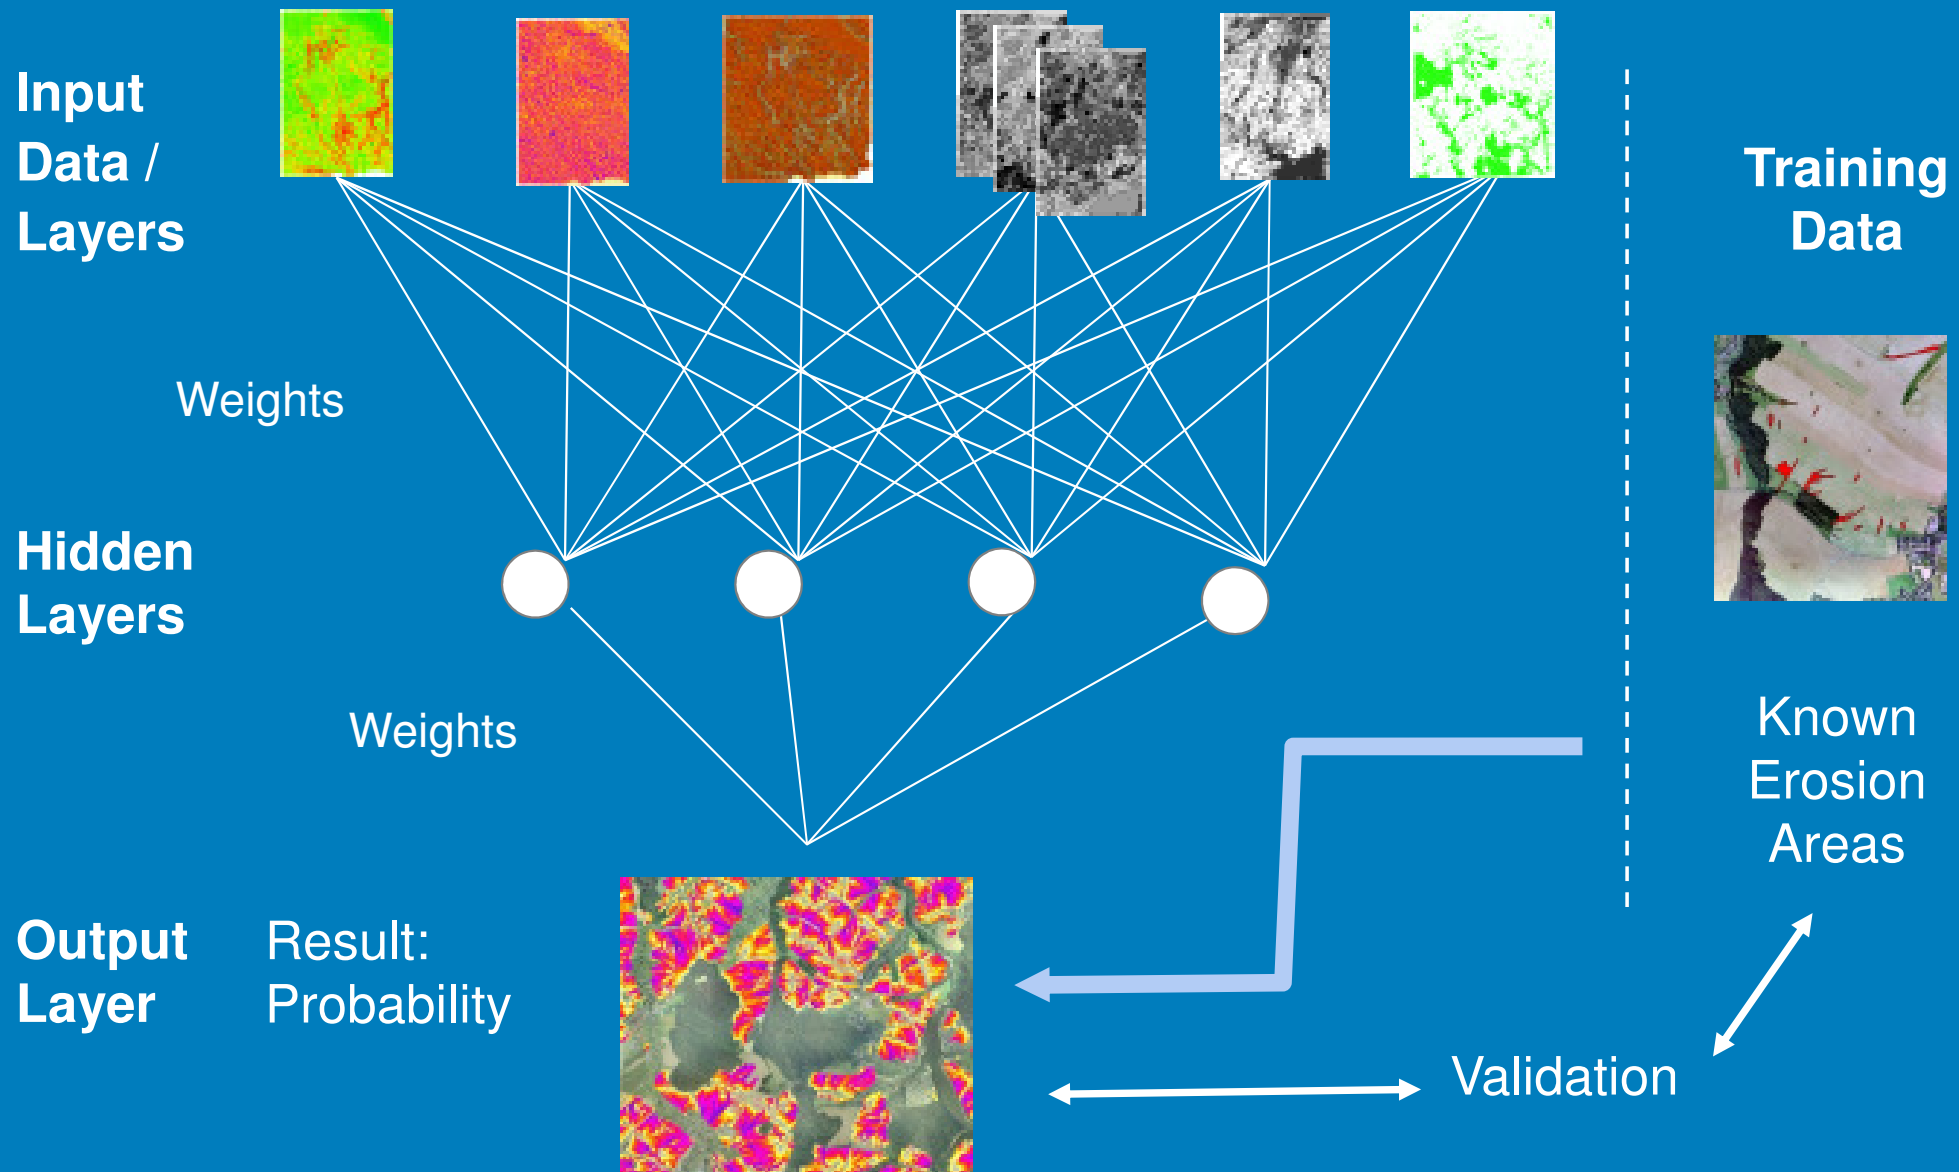 Input
Data /
Layers
Training
Data
Weights
Hidden
Layers
Weights
Known
Erosion
Areas
Output
Layer
Result:
Probability
Validation